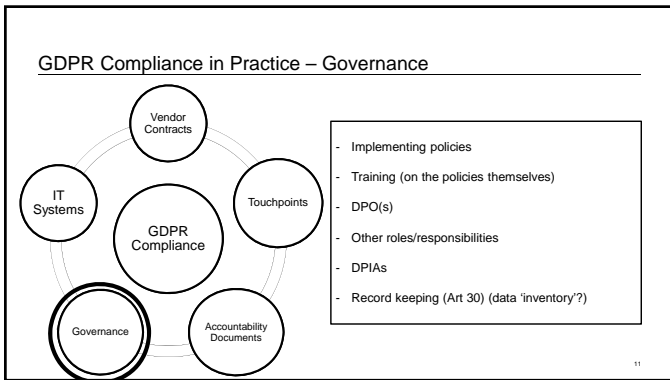 GDPR Compliance in Practice – Governance
Vendor
Contracts
IT
Systems
Touchpoints
GDPR
Compliance
Governance
Accountability
Documents
- Implementing policies
- Training (on the policies themselves)
- DPO(s)
- Other roles/responsibilities
- DPIAs
- Record keeping (Art 30) (data ‘inventory’?)
11